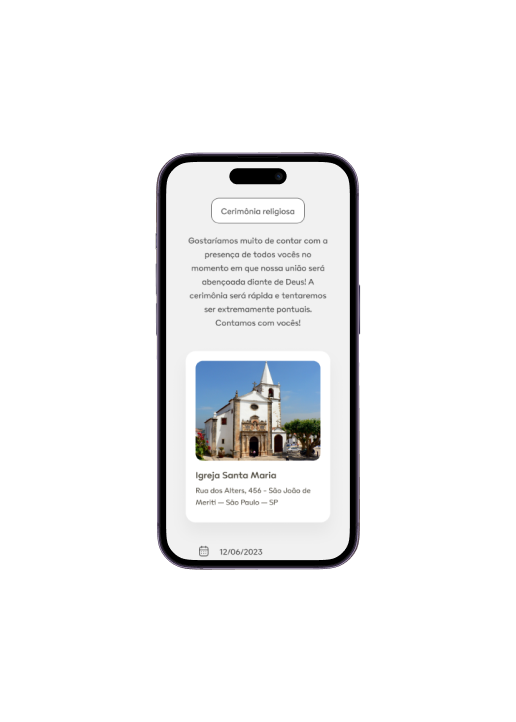 Cerimônia religiosa
Gostaríamos muito de contar com a
presença de todos vocês no
momento em que nossa união será
abençoada diante de Deus! A
cerimônia será rápida e tentaremos
ser extremamente pontuais.
Contamos com vocês!
Igreja Santa Maria
Rua dos Alters, 456 - São João de
Meriti — São Paulo — SP
12/06/2023